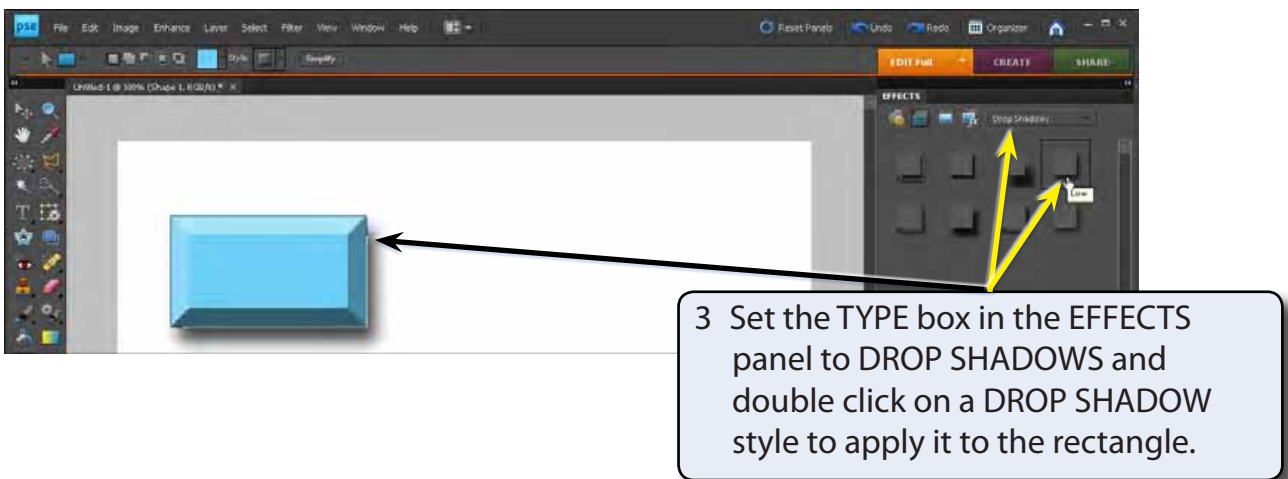 pse File Edit Image Enhance Layer Select Filter View Window Help Reset Panels Undo Redo Organizer
Style: Simplify EDIT Full CREATE SHARE
Untitled-1 @ 100% (Shape 1, RGB/8) * ×
EFFECTS
Drop Shadows
Low
T
3 Set the TYPE box in the EFFECTS
panel to DROP SHADOWS and
double click on a DROP SHADOW
style to apply it to the rectangle.